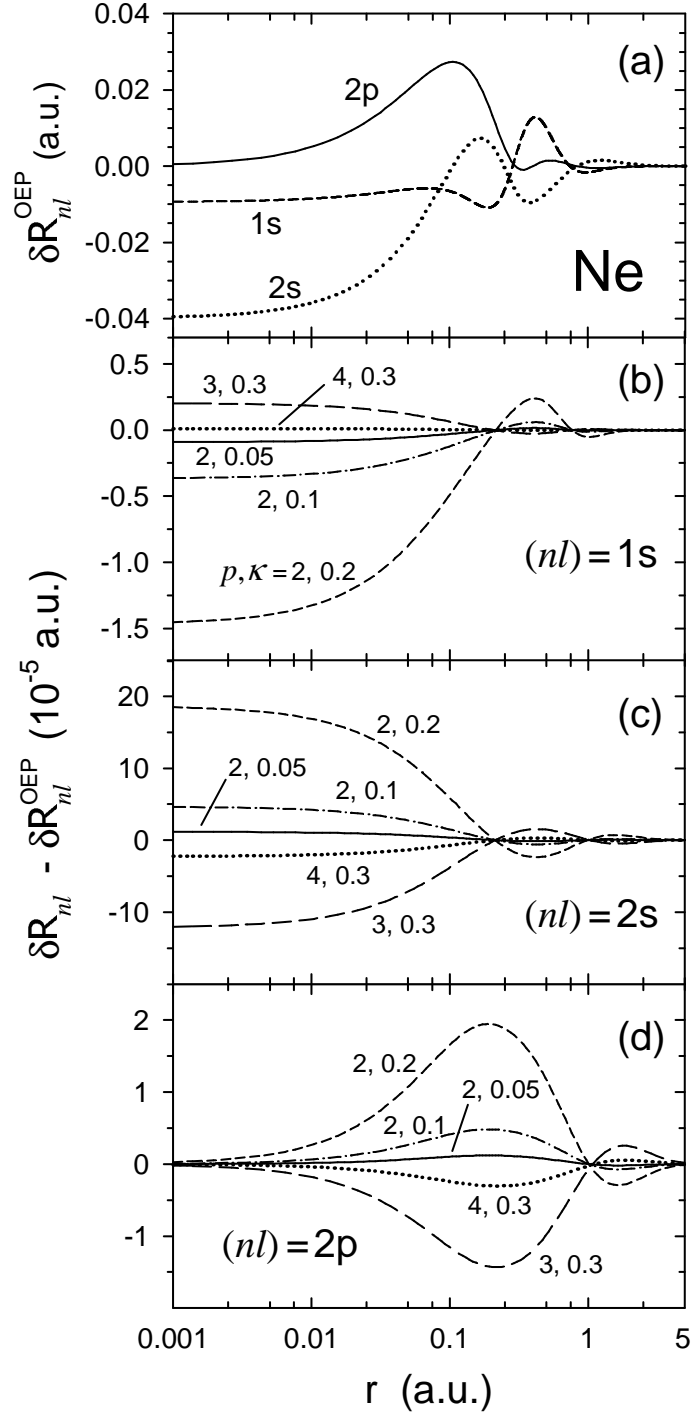 0.04
0.02
0.00
-0.02
-0.04
δR_nl^OEP (a.u.)
(a)
2p
1s
2s
Ne
0.5
0.0
-0.5
-1.0
-1.5
(b)
3, 0.3
4, 0.3
2, 0.05
2, 0.1
p, κ = 2, 0.2
(nl) = 1s
δR_nl - δR_nl^OEP (10^-5 a.u.)
20
10
0
-10
(c)
2, 0.2
2, 0.05
2, 0.1
4, 0.3
3, 0.3
(nl) = 2s
2
1
0
-1
(d)
2, 0.2
2, 0.05
2, 0.1
4, 0.3
3, 0.3
(nl) = 2p
0.001
0.01
0.1
1
5
r (a.u.)